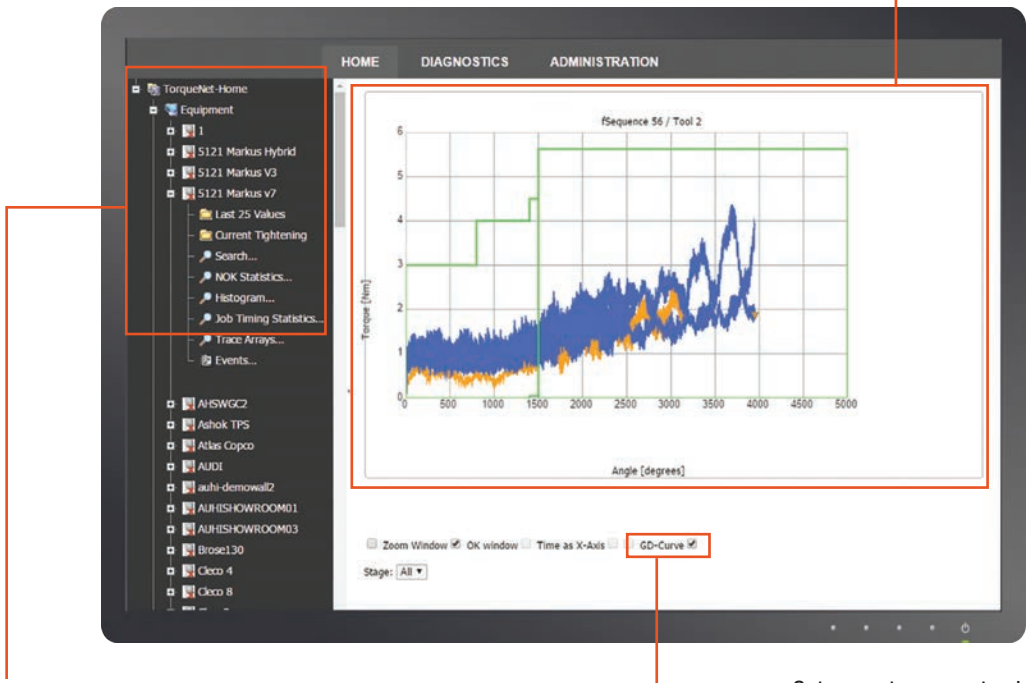 HOME DIAGNOSTICS ADMINISTRATION
TorqueNet-Home
Equipment
1
5121 Markus Hybrid
5121 Markus V3
5121 Markus v7
Last 25 Values
Current Tightening
Search...
NOK Statistics...
Histogram...
Job Timing Statistics...
Trace Arrays...
Events...
AHSWGC2
Ashok TPS
Atlas Copco
AUDI
auhi-demowall2
AUHISHOWROOM01
AUHISHOWROOM03
Brose130
Cleco 4
Cleco 8
fSequence 56 / Tool 2
Torque [Nm]
6
5
4
3
2
1
0
0 500 1000 1500 2000 2500 3000 3500 4000 4500 5000
Angle [degrees]
Zoom Window OK window Time as X-Axis GD-Curve
Stage: All